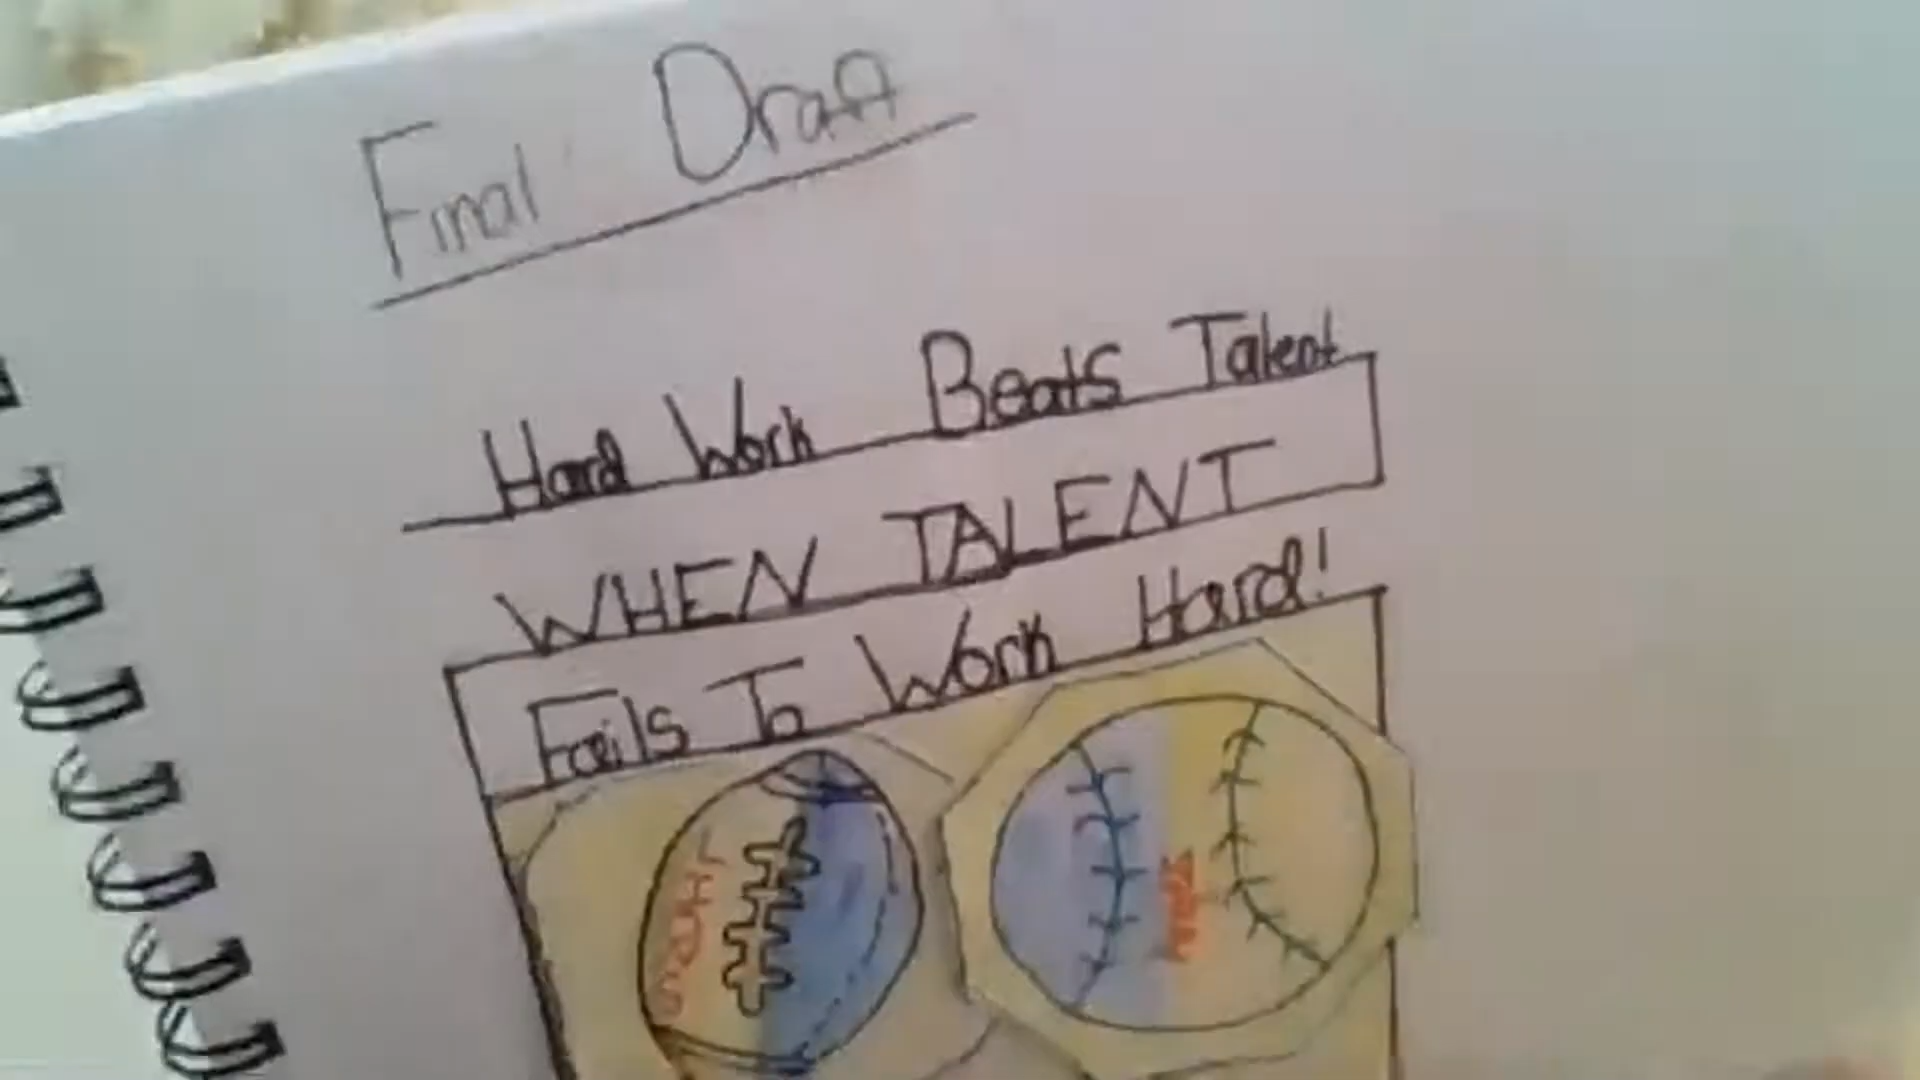 Final Draft
Hard Work Beats Talent
WHEN TALENT
Fails To Work Hard!